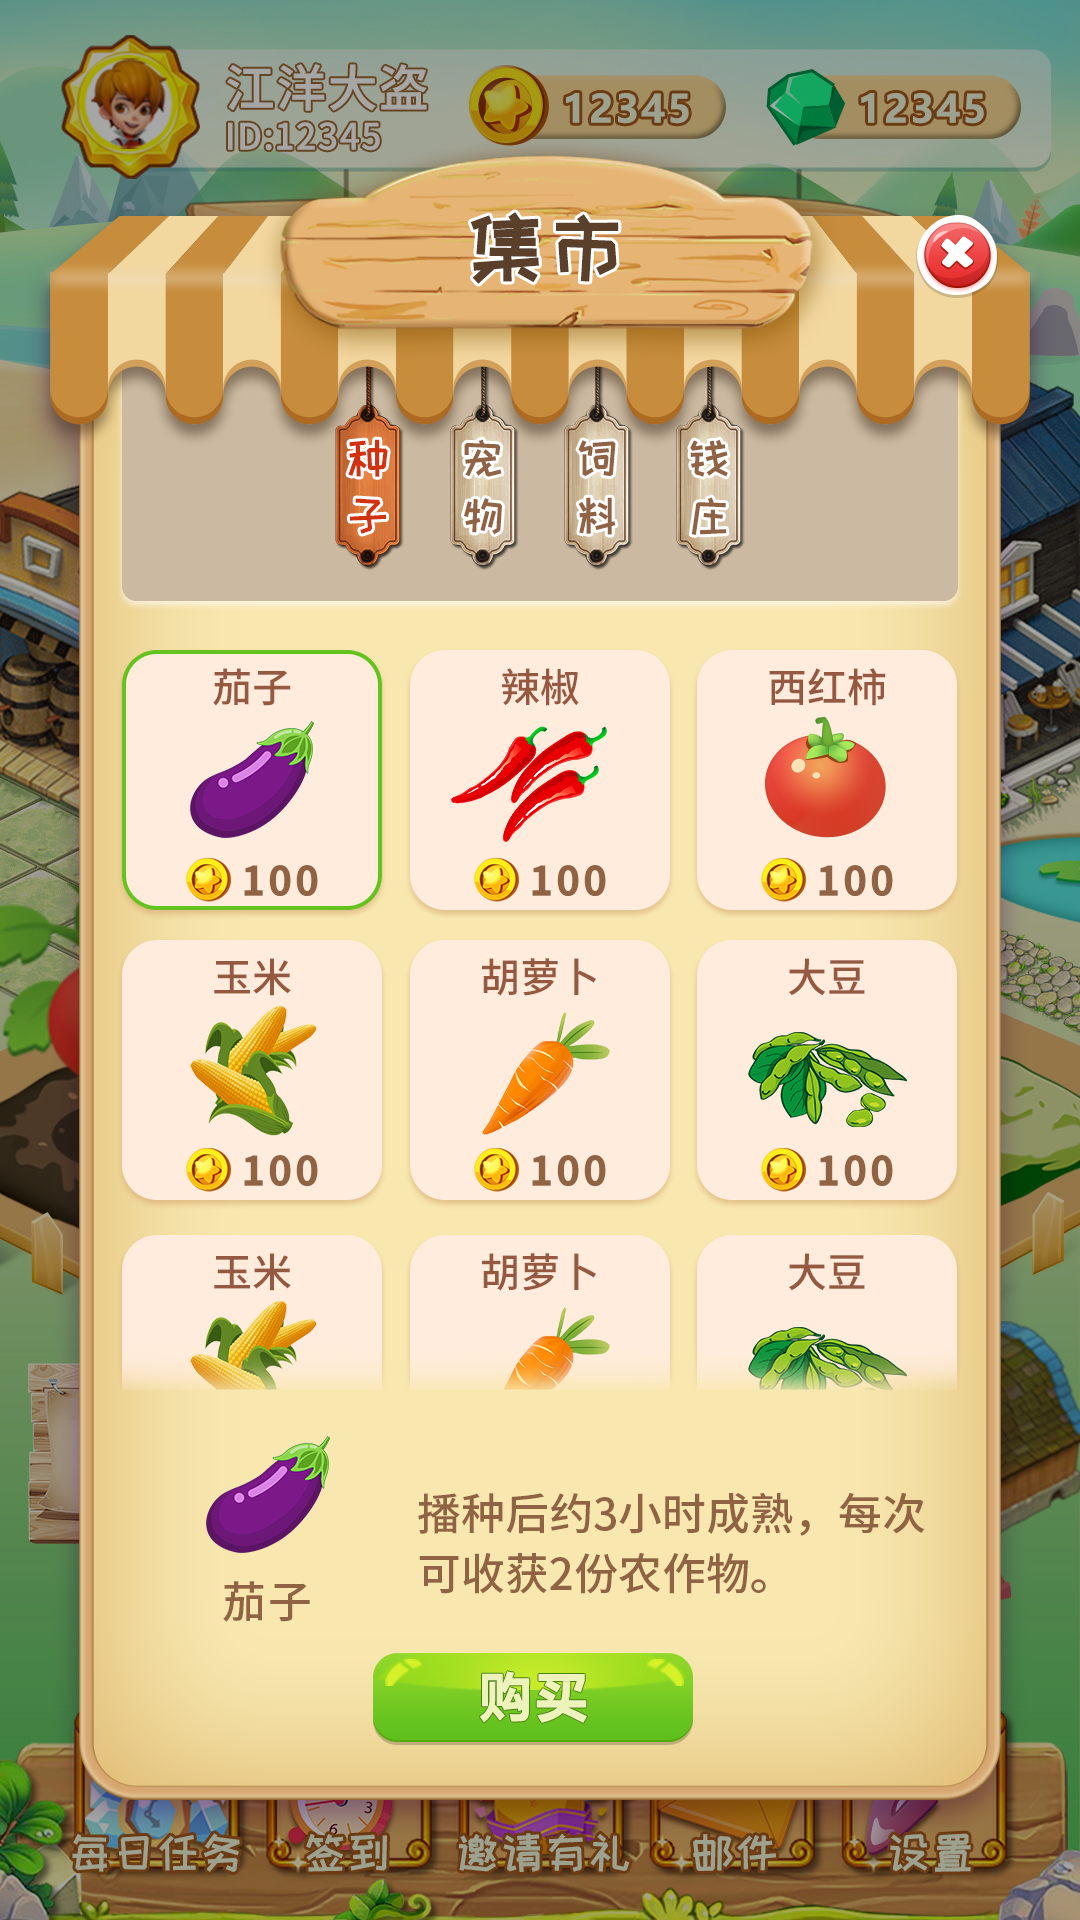 江洋大盗
ID:12345
12345
12345
集市
种子
宠物
饲料
钱庄
茄子
辣椒
西红柿
100
100
100
玉米
胡萝卜
大豆
100
100
100
玉米
胡萝卜
大豆
播种后约3小时成熟，每次
可收获2份农作物。
茄子
购买
3
6
每日任务
签到
邀请有礼
邮件
设置